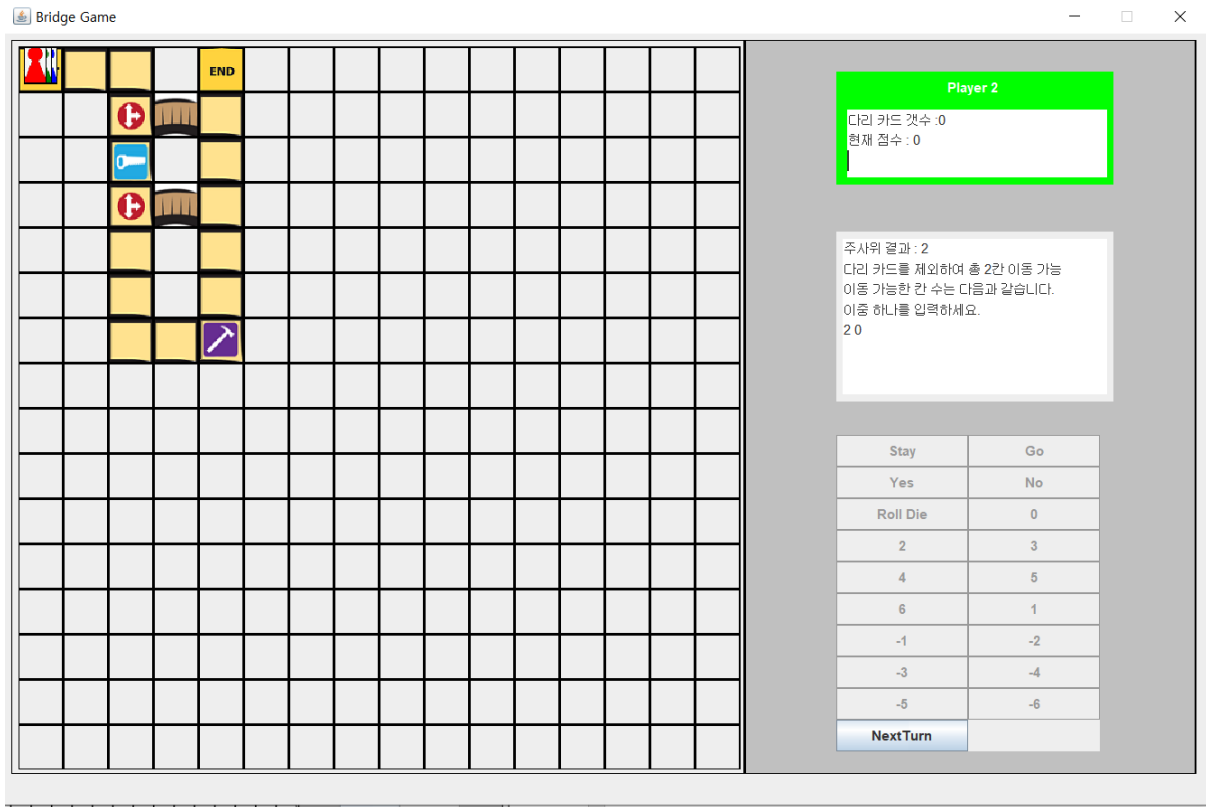 Bridge Game
END
Player 2
다리 카드 갯수 :0
현재 점수 : 0
주사위 결과 : 2
다리 카드를 제외하여 총 2칸 이동 가능
이동 가능한 칸 수는 다음과 같습니다.
이중 하나를 입력하세요.
2 0
Stay Go
Yes No
Roll Die 0
2 3
4 5
6 1
-1 -2
-3 -4
-5 -6
NextTurn